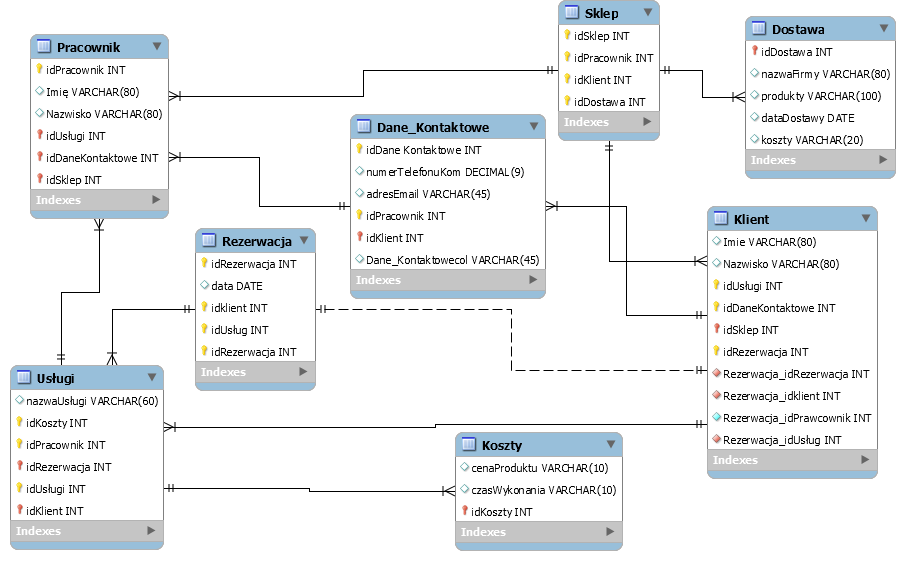 Pracownik
idPracownik INT
Imię VARCHAR(80)
Nazwisko VARCHAR(80)
idUsługi INT
idDaneKontaktowe INT
idSklep INT
Indexes
Sklep
idSklep INT
idPracownik INT
idKlient INT
idDostawa INT
Indexes
Dostawa
idDostawa INT
nazwaFirmy VARCHAR(80)
produkty VARCHAR(100)
dataDostawy DATE
koszty VARCHAR(20)
Indexes
Dane_Kontaktowe
idDane Kontaktowe INT
numerTelefonuKom DECIMAL(9)
adresEmail VARCHAR(45)
idPracownik INT
idKlient INT
Dane_Kontaktowecol VARCHAR(45)
Indexes
Rezerwacja
idRezerwacja INT
data DATE
idklient INT
idUsług INT
idRezerwacja INT
Indexes
Klient
Imie VARCHAR(80)
Nazwisko VARCHAR(80)
idUsługi INT
idDaneKontaktowe INT
idSklep INT
idRezerwacja INT
Rezerwacja_idRezerwacja INT
Rezerwacja_idklient INT
Rezerwacja_idPrawcownik INT
Rezerwacja_idUsług INT
Indexes
Usługi
nazwaUsługi VARCHAR(60)
idKoszty INT
idPracownik INT
idRezerwacja INT
idUsługi INT
idKlient INT
Indexes
Koszty
cenaProduktu VARCHAR(10)
czasWykonania VARCHAR(10)
idKoszty INT
Indexes